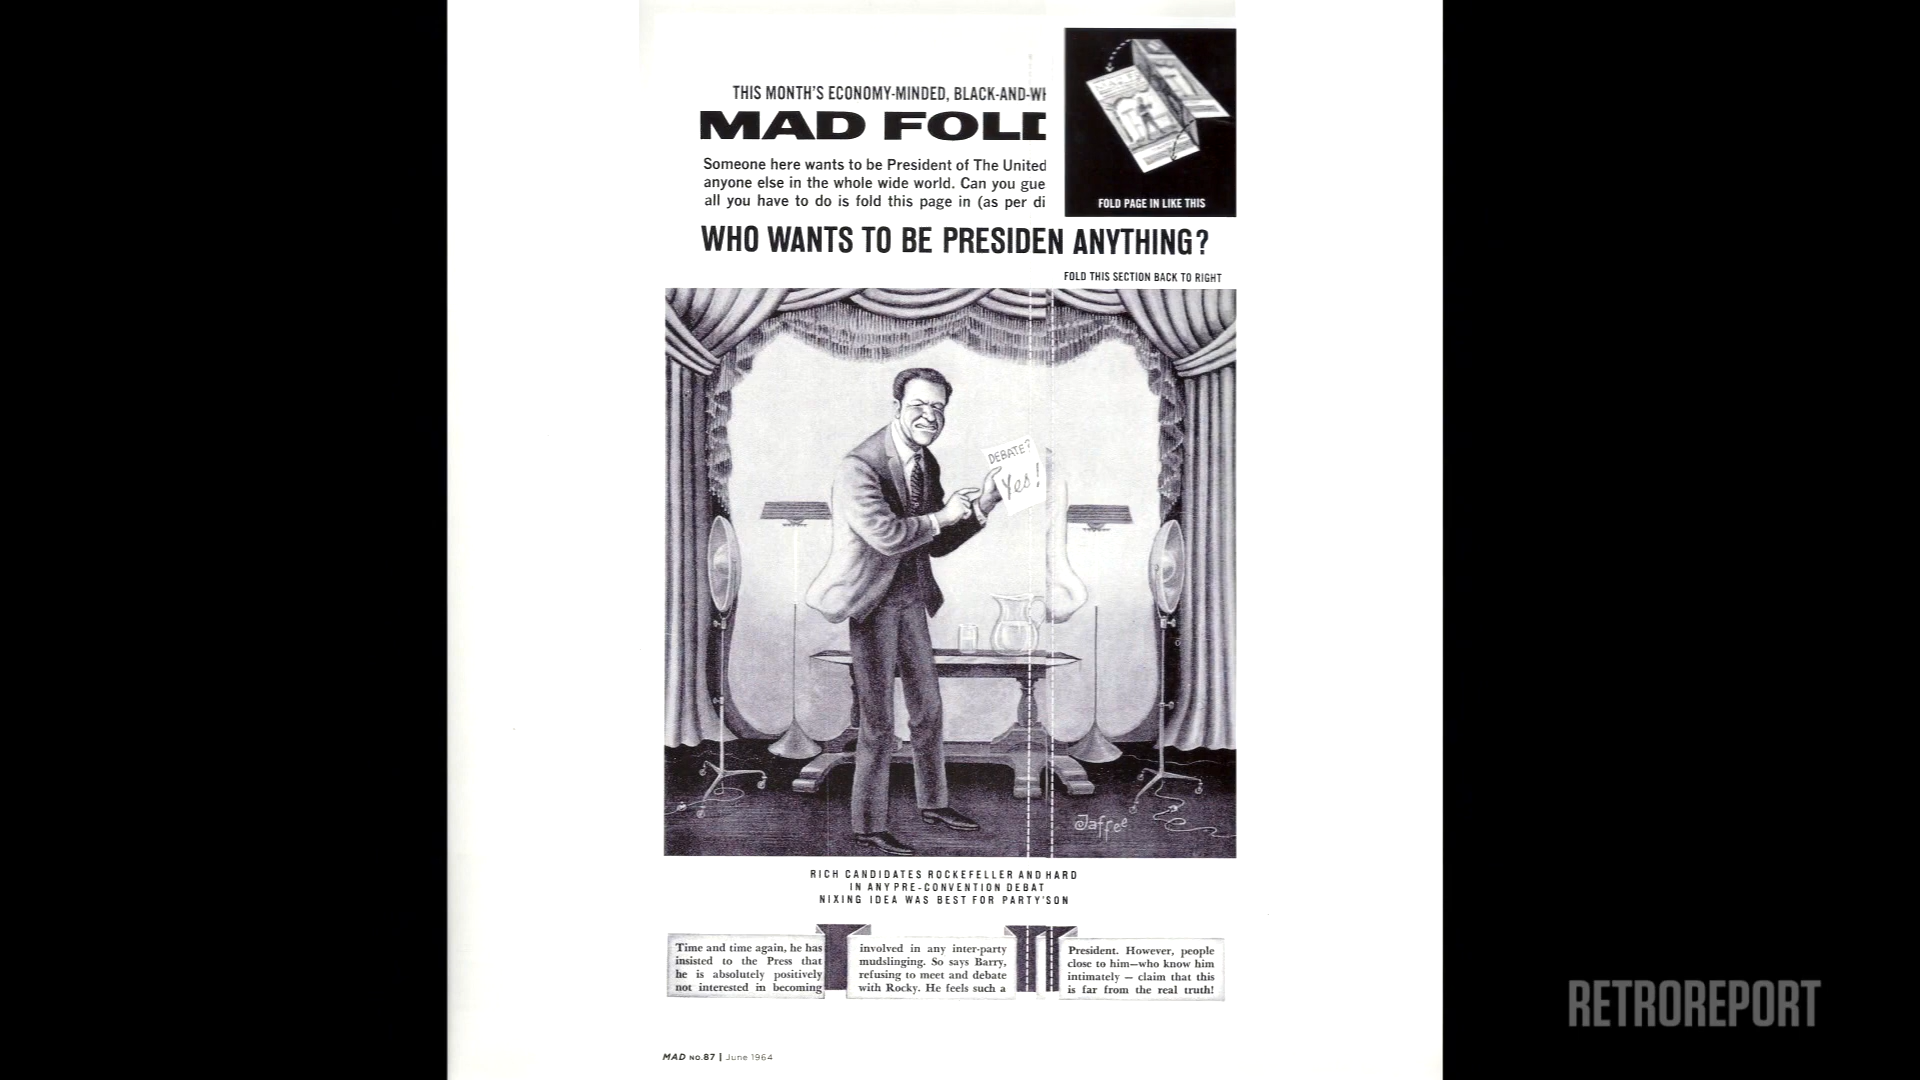 THIS MONTH'S ECONOMY-MINDED, BLACK-AND-WH
MAD FOLD
Someone here wants to be President of The United
anyone else in the whole wide world. Can you gue
all you have to do is fold this page in (as per di
FOLD PAGE IN LIKE THIS
WHO WANTS TO BE PRESIDEN ANYTHING?
FOLD THIS SECTION BACK TO RIGHT
DEBATE?
Yes!
Jaffee
RICH CANDIDATES ROCKEFELLER AND HARD
IN ANY PRE-CONVENTION DEBAT
NIXING IDEA WAS BEST FOR PARTY'SON
Time and time again, he has
insisted to the Press that
he is absolutely positively
not interested in becoming
involved in any inter-party
mudslinging. So says Barry,
refusing to meet and debate
with Rocky. He feels such a
President. However, people
close to him—who know him
intimately — claim that this
is far from the real truth!
MAD NO.87 | June 1964
RETROREPORT